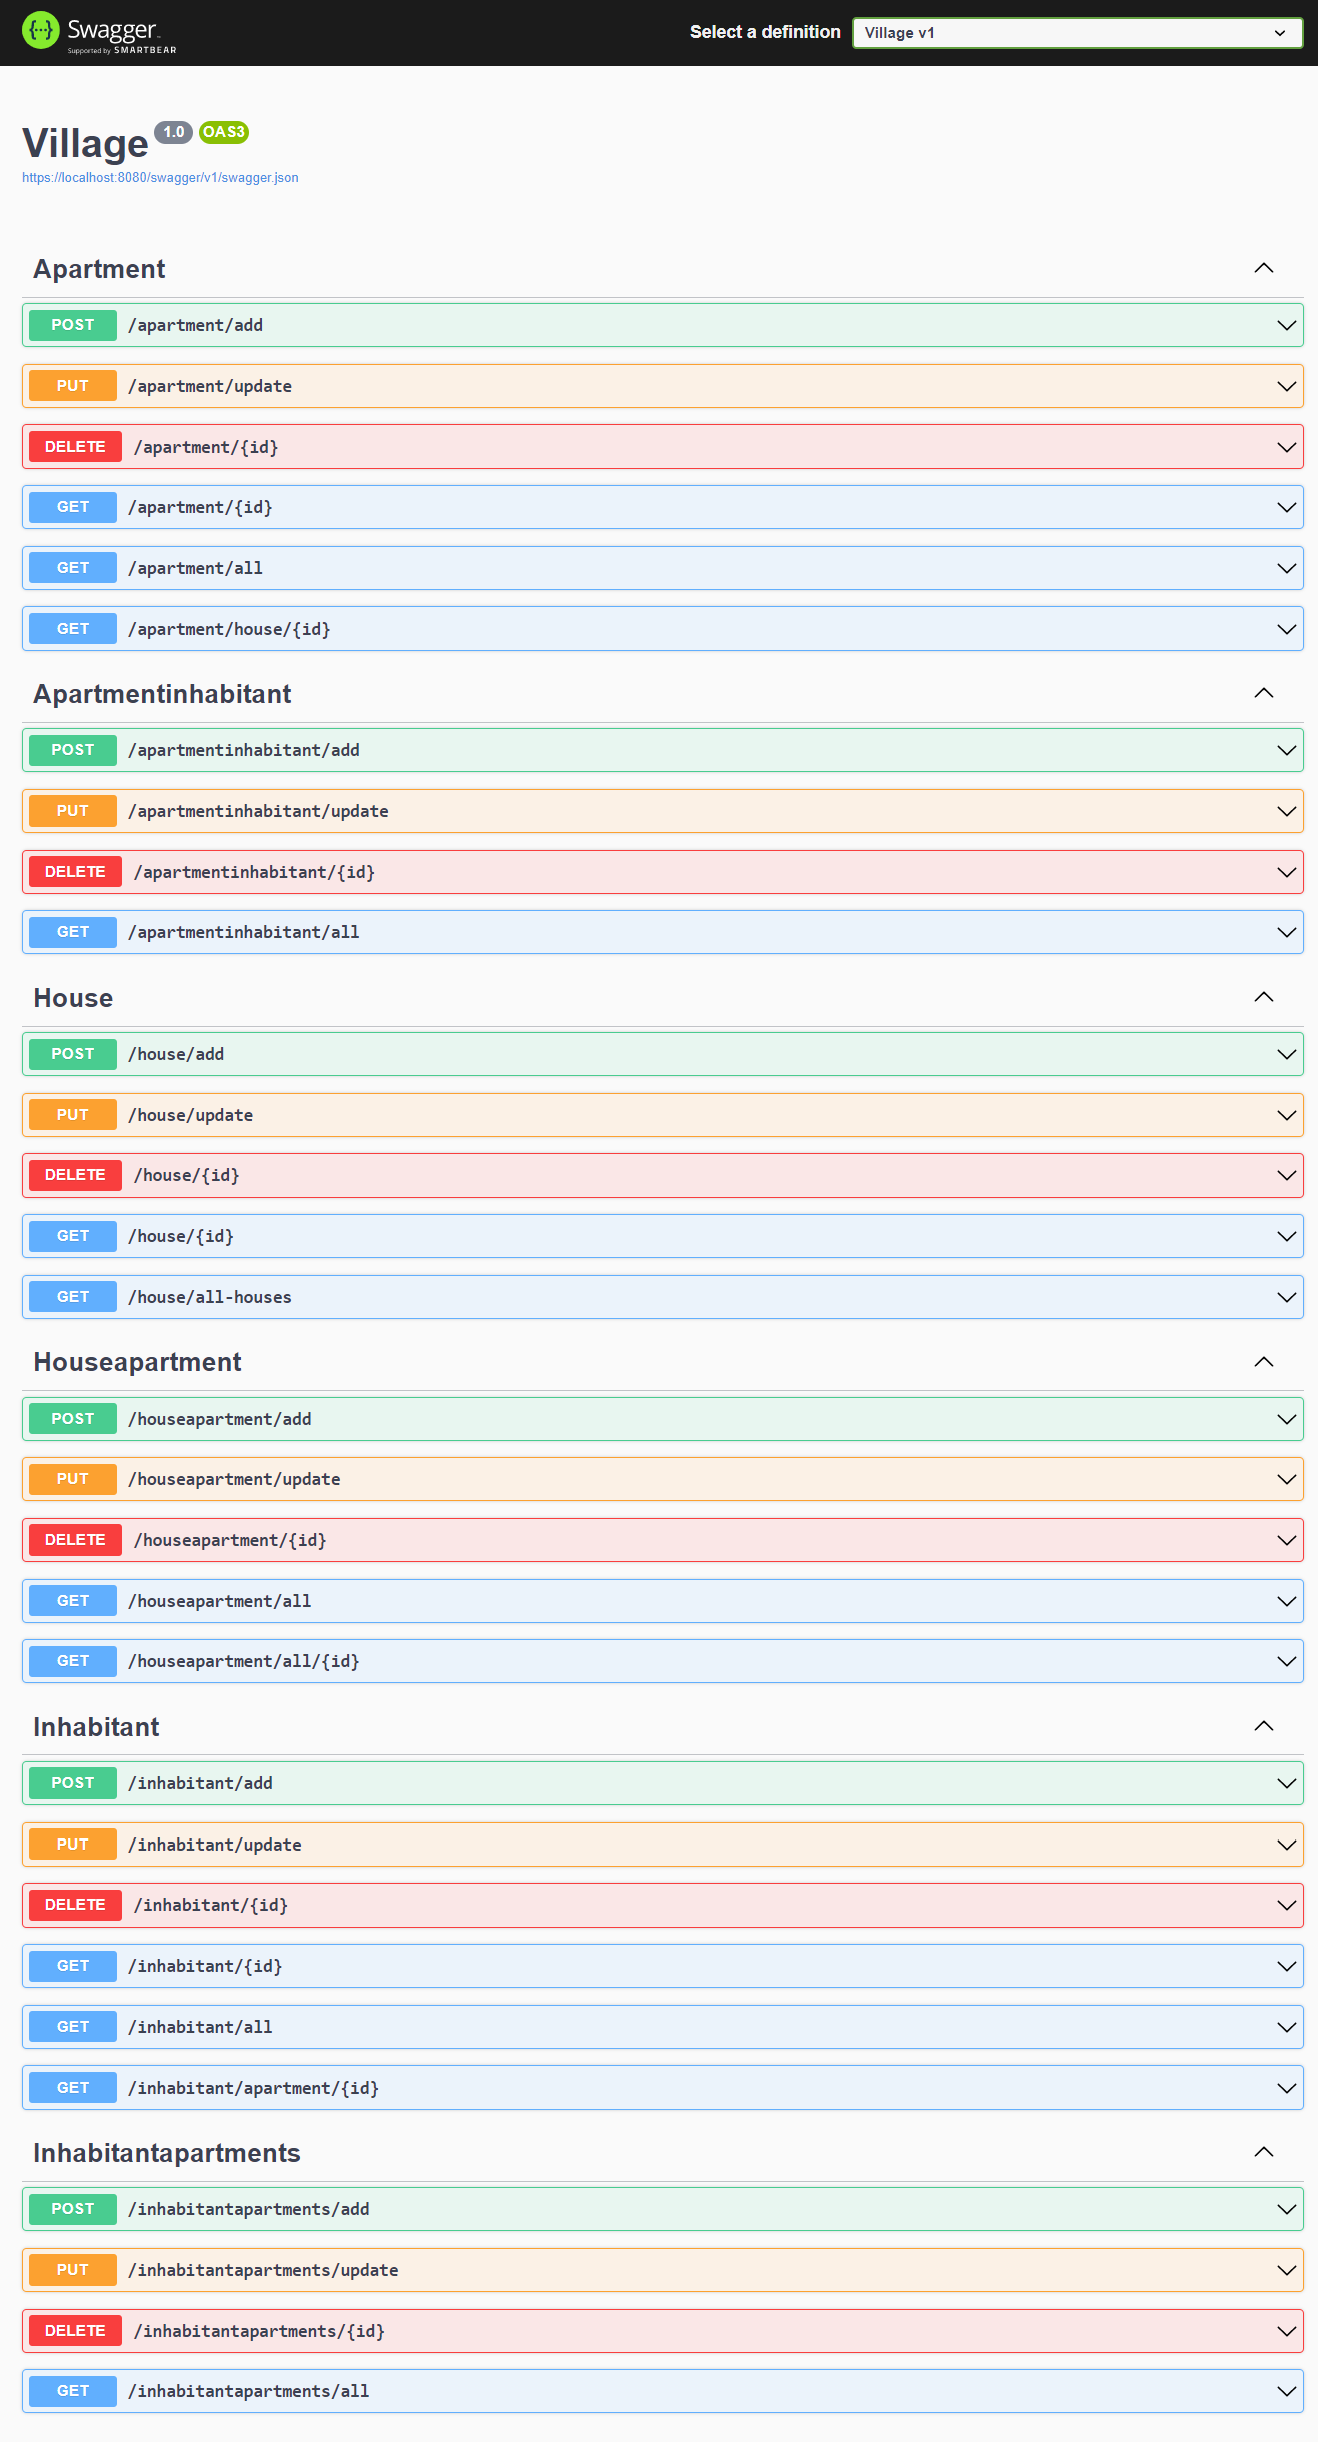 Swagger
Supported by SMARTBEAR
Select a definition
Village v1
Village 1.0 OAS3
https://localhost:8080/swagger/v1/swagger.json
Apartment
POST /apartment/add
PUT /apartment/update
DELETE /apartment/{id}
GET /apartment/{id}
GET /apartment/all
GET /apartment/house/{id}
Apartmentinhabitant
POST /apartmentinhabitant/add
PUT /apartmentinhabitant/update
DELETE /apartmentinhabitant/{id}
GET /apartmentinhabitant/all
House
POST /house/add
PUT /house/update
DELETE /house/{id}
GET /house/{id}
GET /house/all-houses
Houseapartment
POST /houseapartment/add
PUT /houseapartment/update
DELETE /houseapartment/{id}
GET /houseapartment/all
GET /houseapartment/all/{id}
Inhabitant
POST /inhabitant/add
PUT /inhabitant/update
DELETE /inhabitant/{id}
GET /inhabitant/{id}
GET /inhabitant/all
GET /inhabitant/apartment/{id}
Inhabitantapartments
POST /inhabitantapartments/add
PUT /inhabitantapartments/update
DELETE /inhabitantapartments/{id}
GET /inhabitantapartments/all